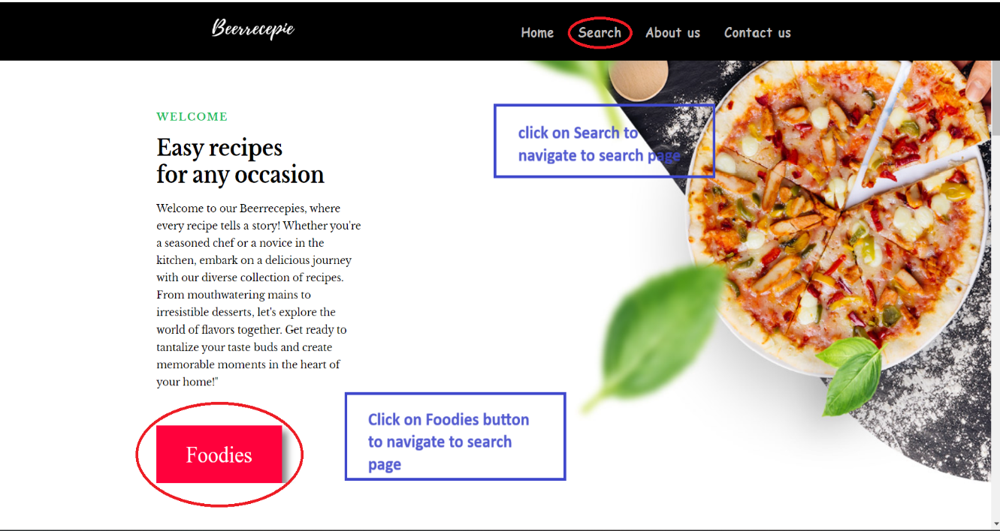 Beerrecepie
Home Search About us Contact us
WELCOME
Easy recipes
for any occasion
Welcome to our Beerrecepies, where
every recipe tells a story! Whether you're
a seasoned chef or a novice in the
kitchen, embark on a delicious journey
with our diverse collection of recipes.
From mouthwatering mains to
irresistible desserts, let's explore the
world of flavors together. Get ready to
tantalize your taste buds and create
memorable moments in the heart of
your home!"
Foodies
click on Search to
navigate to search page
Click on Foodies button
to navigate to search
page